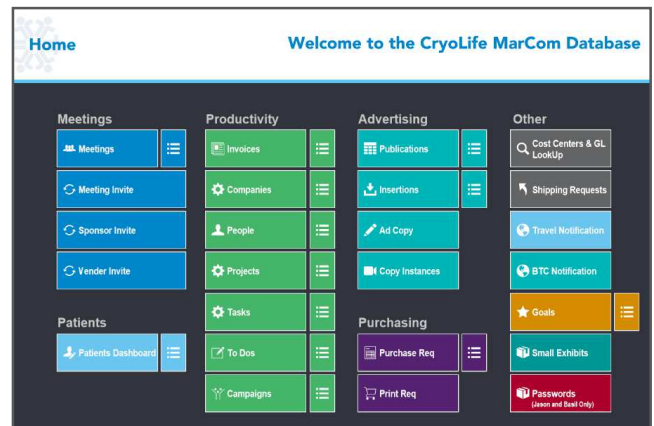 Home
Welcome to the CryoLife MarCom Database
Meetings
Meetings
Meeting Invite
Sponsor Invite
Vender Invite
Patients
Patients Dashboard
Productivity
Invoices
Companies
People
Projects
Tasks
To Dos
Campaigns
Advertising
Publications
Insertions
Ad Copy
Copy Instances
Purchasing
Purchase Req
Print Req
Other
Cost Centers & GL
LookUp
Shipping Requests
Travel Notification
BTC Notification
Goals
Small Exhibits
Passwords
(Jason and Basil Only)